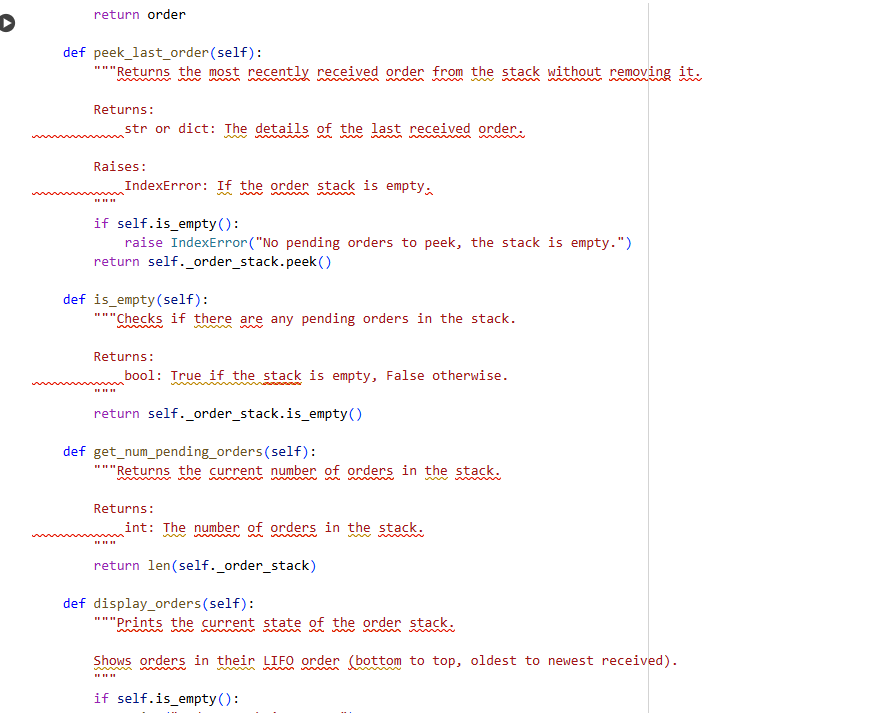 return order
def peek_last_order(self):
"""Returns the most recently received order from the stack without removing it.
Returns:
str or dict: The details of the last received order.
Raises:
IndexError: If the order stack is empty.
"""
if self.is_empty():
raise IndexError("No pending orders to peek, the stack is empty.")
return self._order_stack.peek()
def is_empty(self):
"""Checks if there are any pending orders in the stack.
Returns:
bool: True if the stack is empty, False otherwise.
"""
return self._order_stack.is_empty()
def get_num_pending_orders(self):
"""Returns the current number of orders in the stack.
Returns:
int: The number of orders in the stack.
"""
return len(self._order_stack)
def display_orders(self):
"""Prints the current state of the order stack.
Shows orders in their LIFO order (bottom to top, oldest to newest received).
"""
if self.is_empty():